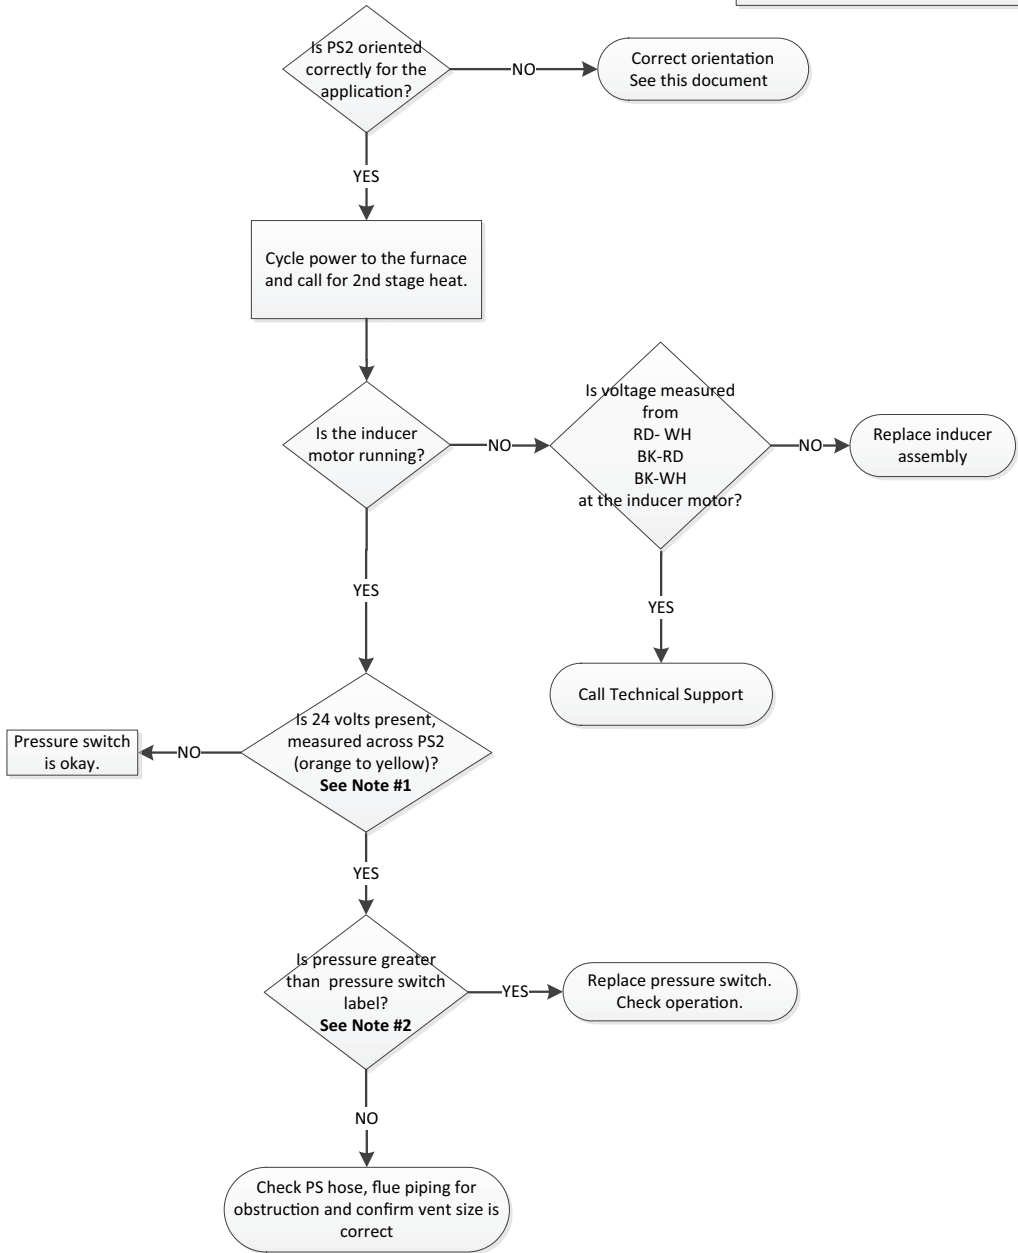 Is PS2 oriented
correctly for the
application?
NO
Correct orientation
See this document
YES
Cycle power to the furnace
and call for 2nd stage heat.
Is the inducer
motor running?
NO
Is voltage measured
from
RD- WH
BK-RD
BK-WH
at the inducer motor?
NO
Replace inducer
assembly
YES
YES
Call Technical Support
Is 24 volts present,
measured across PS2
(orange to yellow)?
See Note #1
NO
Pressure switch
is okay.
YES
Is pressure greater
than pressure switch
label?
See Note #2
YES
Replace pressure switch.
Check operation.
NO
Check PS hose, flue piping for
obstruction and confirm vent size is
correct